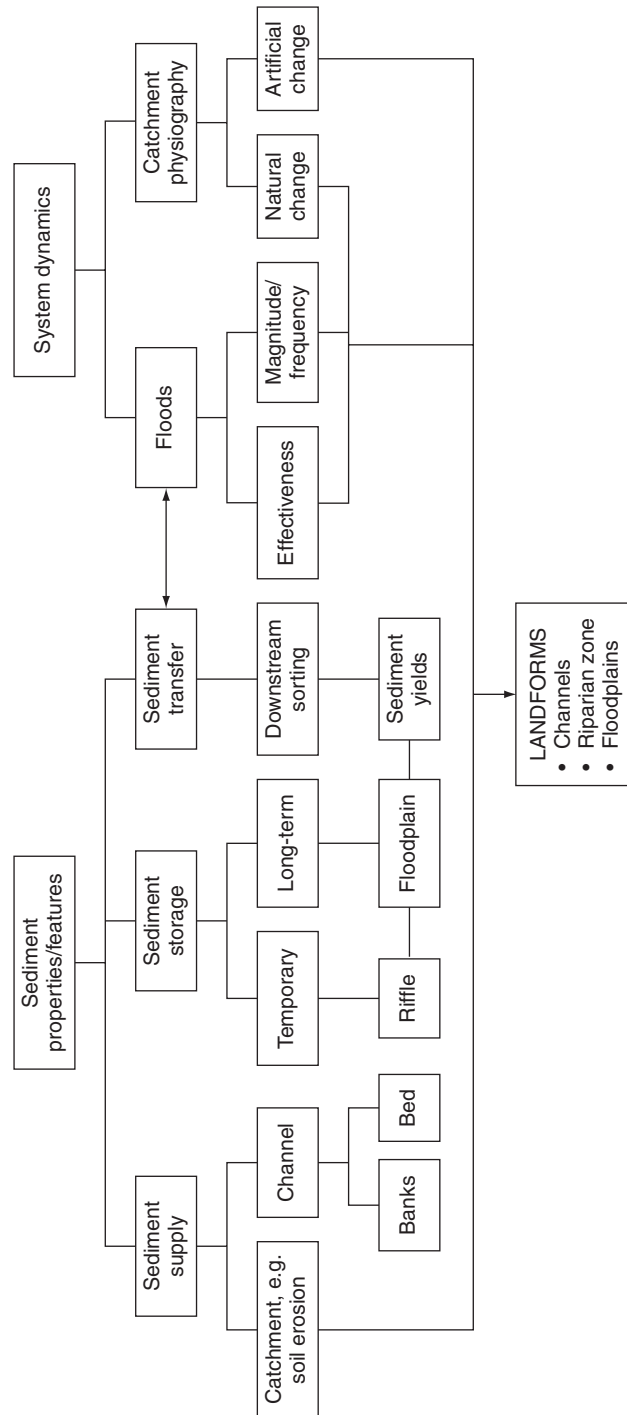 Sediment
properties/features
System dynamics
Sediment
supply
Sediment
storage
Sediment
transfer
Floods
Catchment
physiography
Catchment, e.g.
soil erosion
Channel
Temporary
Long-term
Downstream
sorting
Effectiveness
Magnitude/
frequency
Natural
change
Artificial
change
Banks
Bed
Riffle
Floodplain
Sediment
yields
LANDFORMS
• Channels
• Riparian zone
• Floodplains